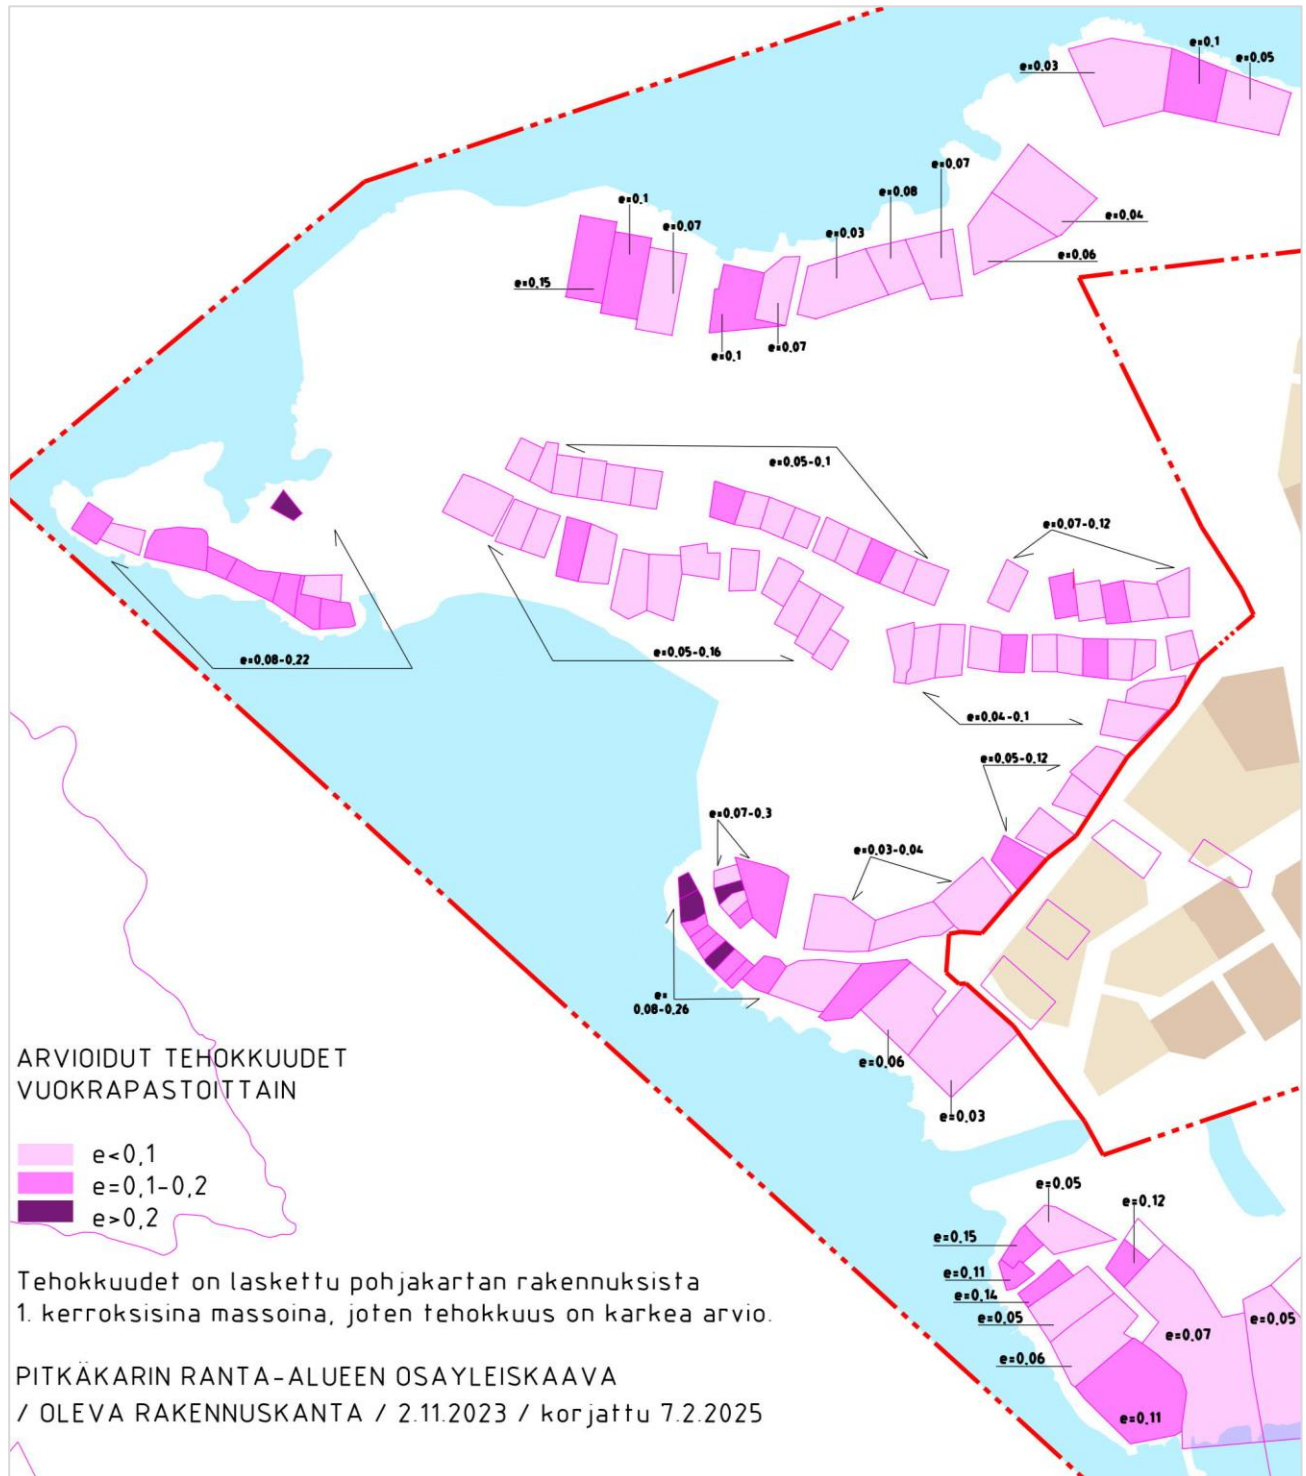 e=0,03
e=0,1
e=0,05
e=0,07
e=0,08
e=0,03
e=0,04
e=0,06
e=0,1
e=0,07
e=0,15
e=0,1
e=0,07
e=0,05-0,1
e=0,07-0,12
e=0,08-0,22
e=0,05-0,16
e=0,04-0,1
e=0,05-0,12
e=0,07-0,3
e=0,03-0,04
e=
0,08-0,26
e=0,06
e=0,03
ARVIOIDUT TEHOKKUUDET
VUOKRAPASTOITTAIN
e<0,1
e=0,1-0,2
e>0,2
e=0,05
e=0,12
e=0,15
e=0,11
e=0,14
e=0,05
e=0,06
e=0,07
e=0,05
e=0,11
Tehokkuudet on laskettu pohjakartan rakennuksista
1. kerroksisina massoina, joten tehokkuus on karkea arvio.
PITKÄKARIN RANTA-ALUEEN OSAYLEISKAAVA
/ OLEVA RAKENNUSKANTA / 2.11.2023 / korjattu 7.2.2025